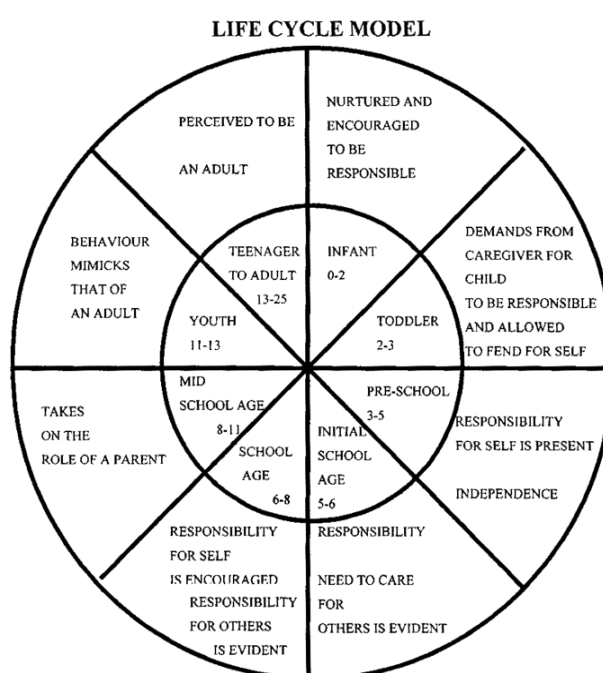 LIFE CYCLE MODEL
NURTURED AND
ENCOURAGED
TO BE
RESPONSIBLE
INFANT
0-2
DEMANDS FROM
CAREGIVER FOR
CHILD
TO BE RESPONSIBLE
AND ALLOWED
TO FEND FOR SELF
TODDLER
2-3
RESPONSIBILITY
FOR SELF IS PRESENT
INDEPENDENCE
PRE-SCHOOL
3-5
INITIAL
SCHOOL
AGE
5-6
RESPONSIBILITY
NEED TO CARE
FOR
OTHERS IS EVIDENT
SCHOOL
AGE
6-8
RESPONSIBILITY
FOR SELF
IS ENCOURAGED
RESPONSIBILITY
FOR OTHERS
IS EVIDENT
MID
SCHOOL AGE
8-11
TAKES
ON THE
ROLE OF A PARENT
YOUTH
11-13
BEHAVIOUR
MIMICKS
THAT OF
AN ADULT
TEENAGER
TO ADULT
13-25
PERCEIVED TO BE
AN ADULT